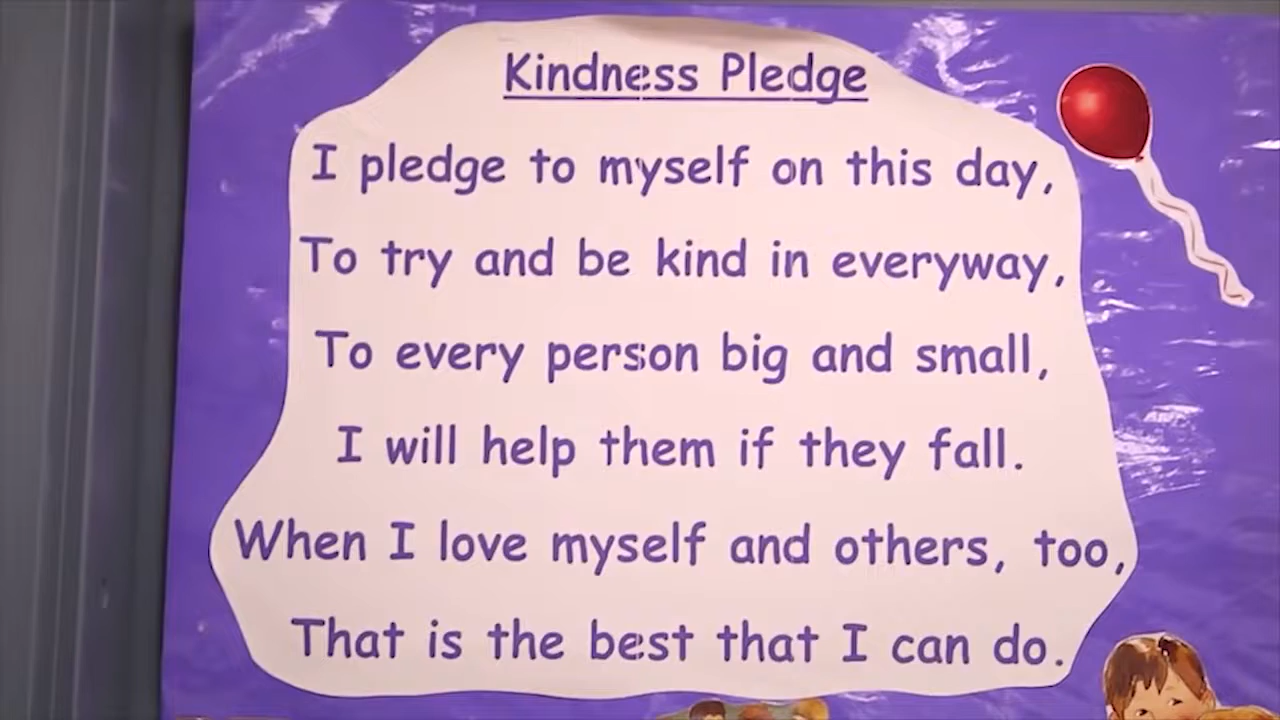 Kindness Pledge
I pledge to myself on this day,
To try and be kind in everyway,
To every person big and small,
I will help them if they fall.
When I love myself and others, too,
That is the best that I can do.